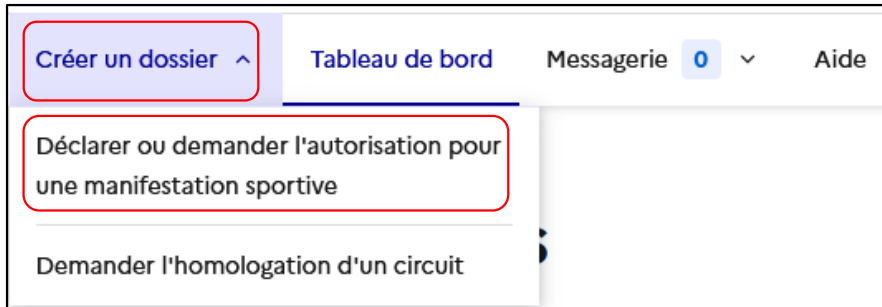 Créer un dossier Tableau de bord Messagerie 0 Aide
Déclarer ou demander l'autorisation pour
une manifestation sportive
Demander l'homologation d'un circuit